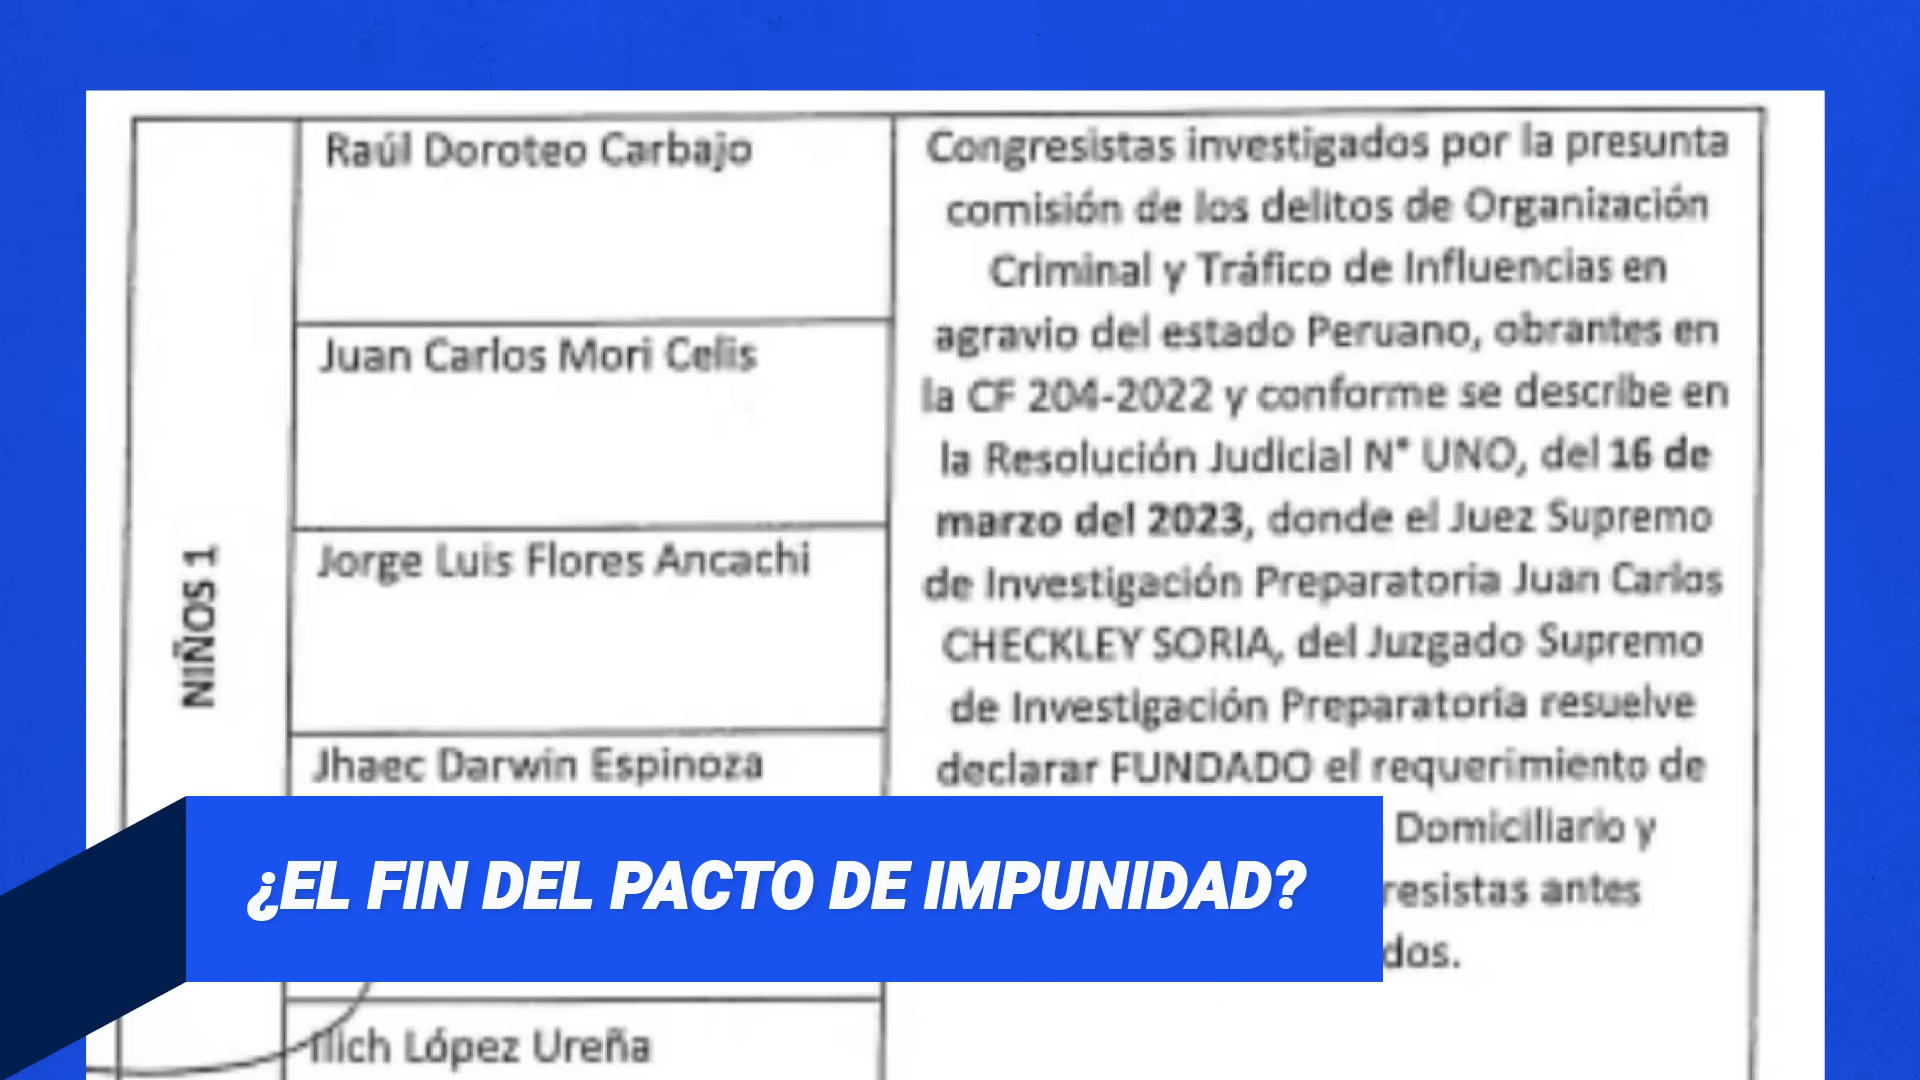 NIÑOS 1
Raúl Doroteo Carbajo
Juan Carlos Mori Celis
Jorge Luis Flores Ancachi
Jhaec Darwin Espinoza
Illich López Ureña
Congresistas investigados por la presunta
comisión de los delitos de Organización
Criminal y Tráfico de Influencias en
agravio del estado Peruano, obrantes en
la CF 204-2022 y conforme se describe en
la Resolución Judicial N° UNO, del 16 de
marzo del 2023, donde el Juez Supremo
de Investigación Preparatoria Juan Carlos
CHECKLEY SORIA, del Juzgado Supremo
de Investigación Preparatoria resuelve
declarar FUNDADO el requerimiento de
Domiciliario y
resistas antes
dos.
¿EL FIN DEL PACTO DE IMPUNIDAD?